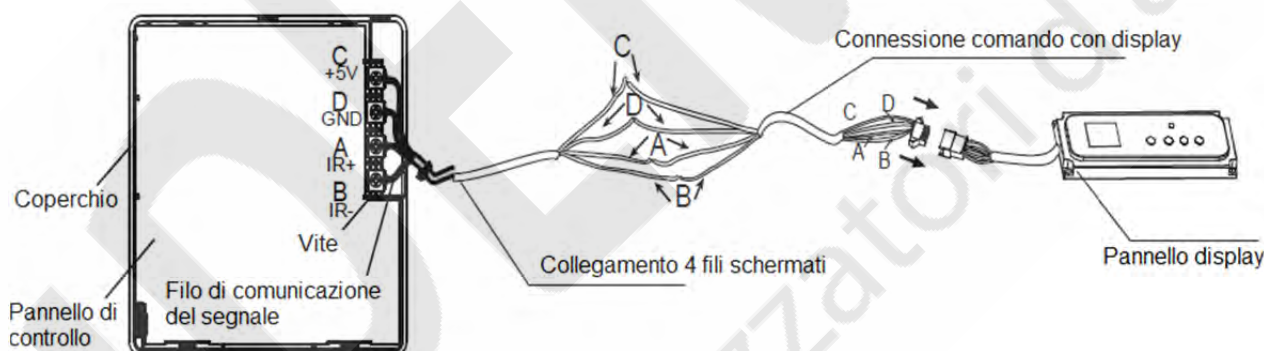 C
+5V
D
GND
A
IR+
B
IR-
Coperchio
Vite
Pannello di
controllo
Filo di comunicazione
del segnale
C
D
A
B
Collegamento 4 fili schermati
Connessione comando con display
C
D
A
B
Pannello display